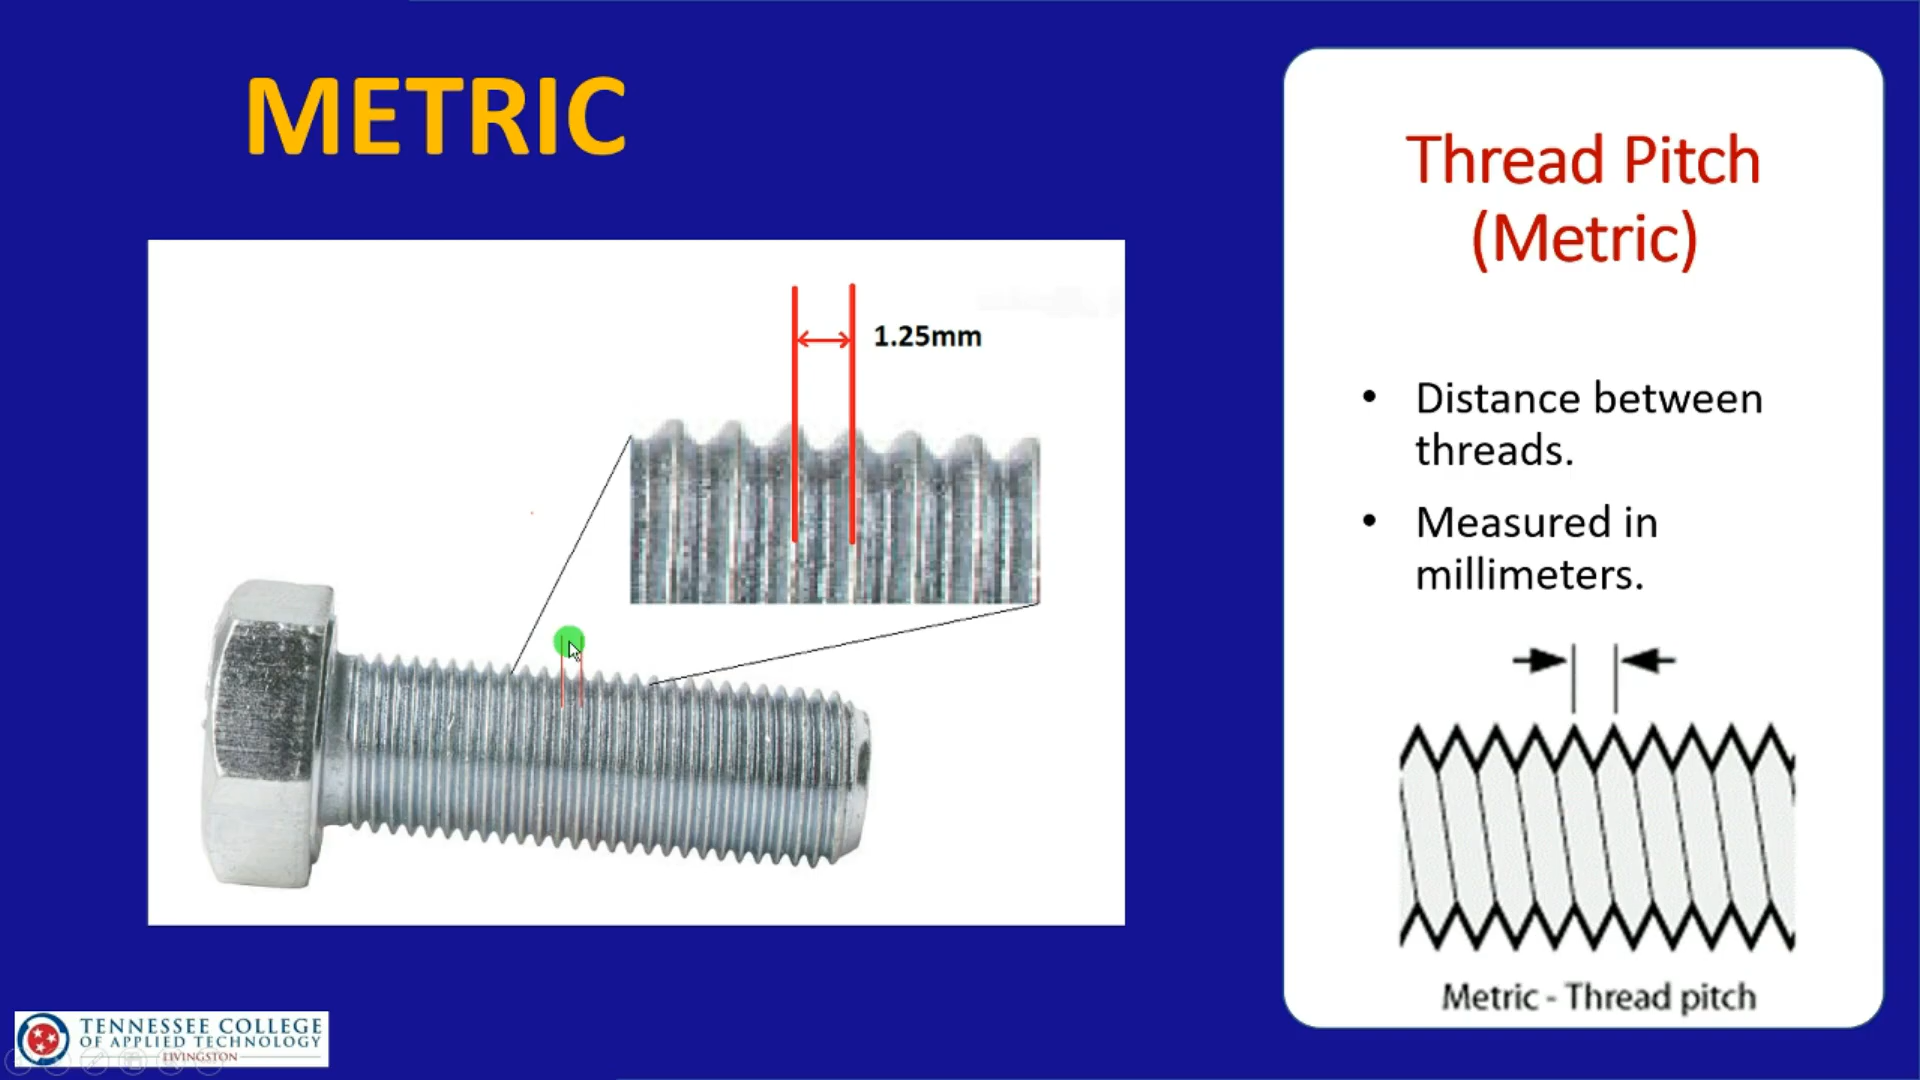 METRIC
1.25mm
Thread Pitch
(Metric)
• Distance between
threads.
• Measured in
millimeters.
Metric - Thread pitch
TENNESSEE COLLEGE
OF APPLIED TECHNOLOGY
LIVINGSTON